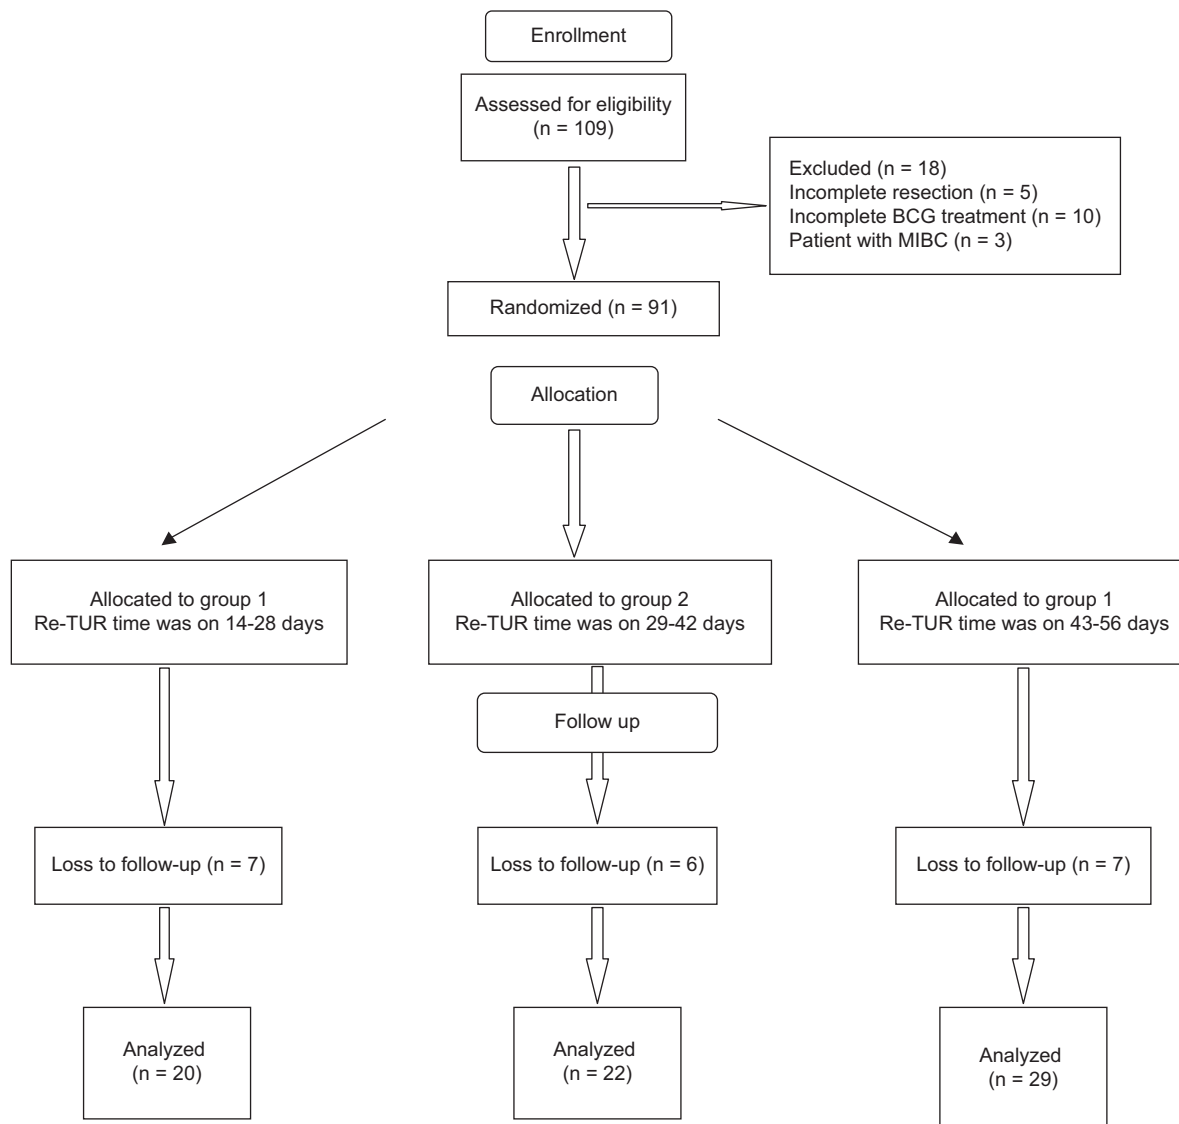 Enrollment
Assessed for eligibility
(n = 109)
Excluded (n = 18)
Incomplete resection (n = 5)
Incomplete BCG treatment (n = 10)
Patient with MIBC (n = 3)
Randomized (n = 91)
Allocation
Allocated to group 1
Re-TUR time was on 14-28 days
Allocated to group 2
Re-TUR time was on 29-42 days
Allocated to group 1
Re-TUR time was on 43-56 days
Follow up
Loss to follow-up (n = 7)
Loss to follow-up (n = 6)
Loss to follow-up (n = 7)
Analyzed
(n = 20)
Analyzed
(n = 22)
Analyzed
(n = 29)